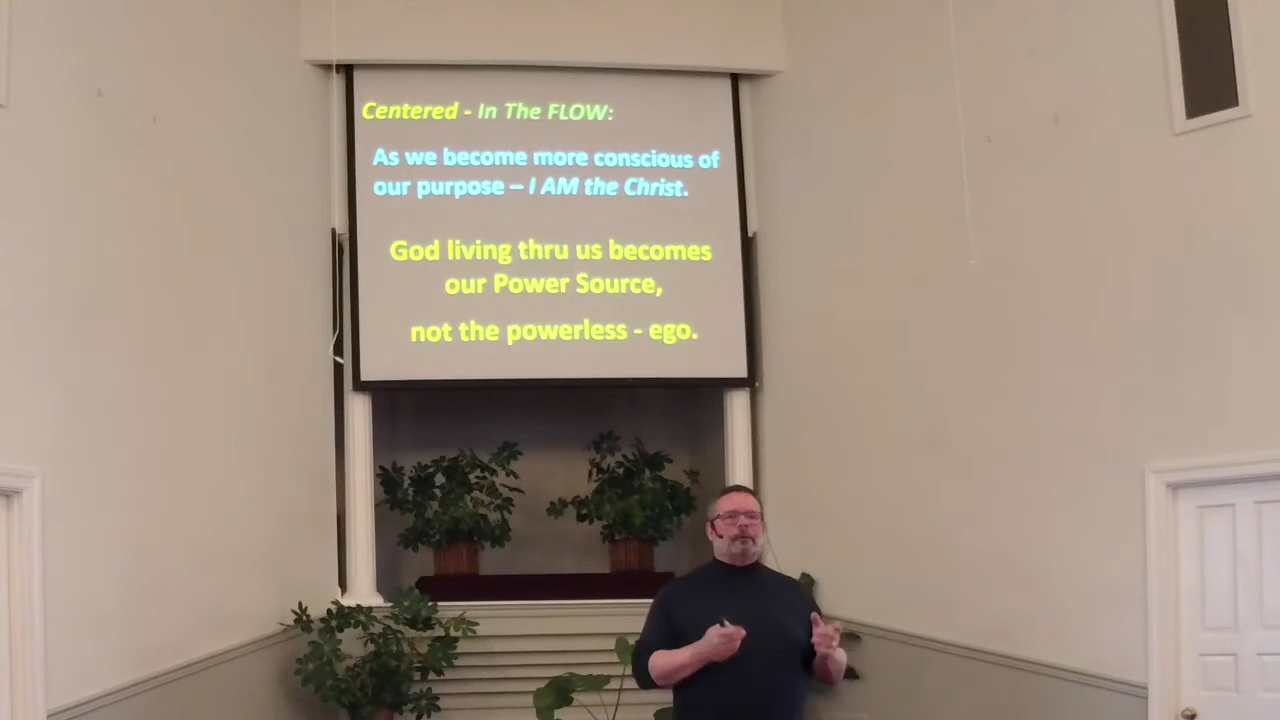 Centered - In The FLOW:
As we become more conscious of
our purpose – I AM the Christ.
God living thru us becomes
our Power Source,
not the powerless - ego.